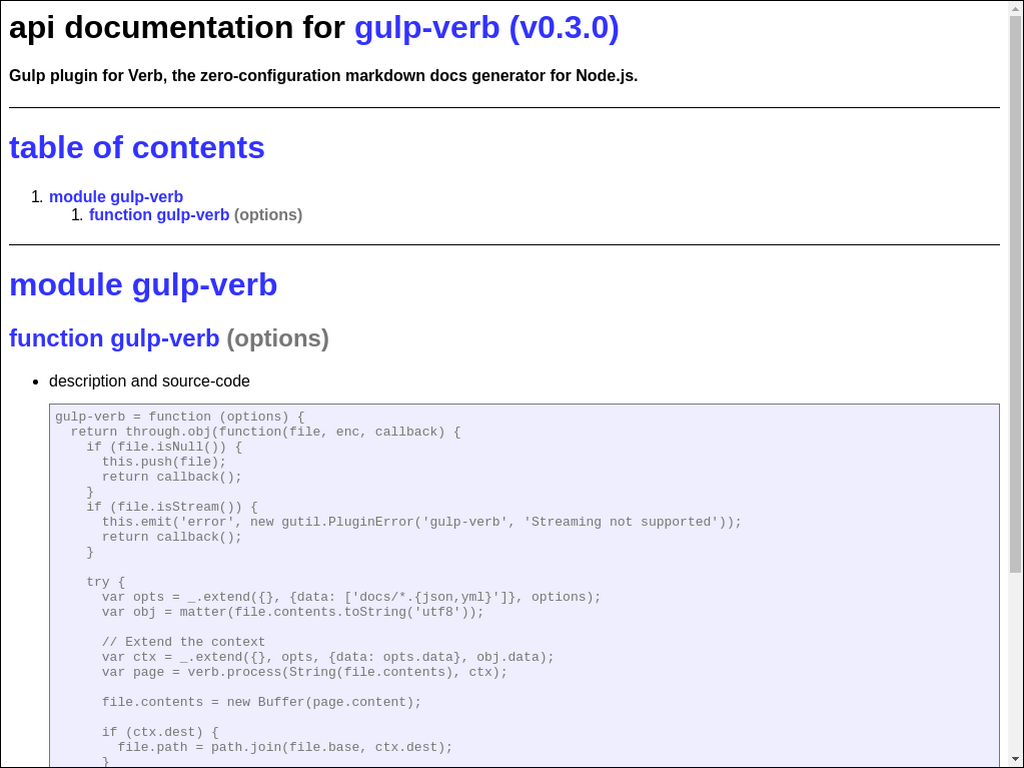 api documentation for gulp-verb (v0.3.0)
Gulp plugin for Verb, the zero-configuration markdown docs generator for Node.js.
table of contents
1. module gulp-verb
1. function gulp-verb (options)
module gulp-verb
function gulp-verb (options)
• description and source-code
gulp-verb = function (options) {
  return through.obj(function(file, enc, callback) {
    if (file.isNull()) {
      this.push(file);
      return callback();
    }
    if (file.isStream()) {
      this.emit('error', new gutil.PluginError('gulp-verb', 'Streaming not supported'));
      return callback();
    }

    try {
      var opts = _.extend({}, {data: ['docs/*.{json,yml}']}, options);
      var obj = matter(file.contents.toString('utf8'));

      // Extend the context
      var ctx = _.extend({}, opts, {data: opts.data}, obj.data);
      var page = verb.process(String(file.contents), ctx);

      file.contents = new Buffer(page.content);

      if (ctx.dest) {
        file.path = path.join(file.base, ctx.dest);
      }